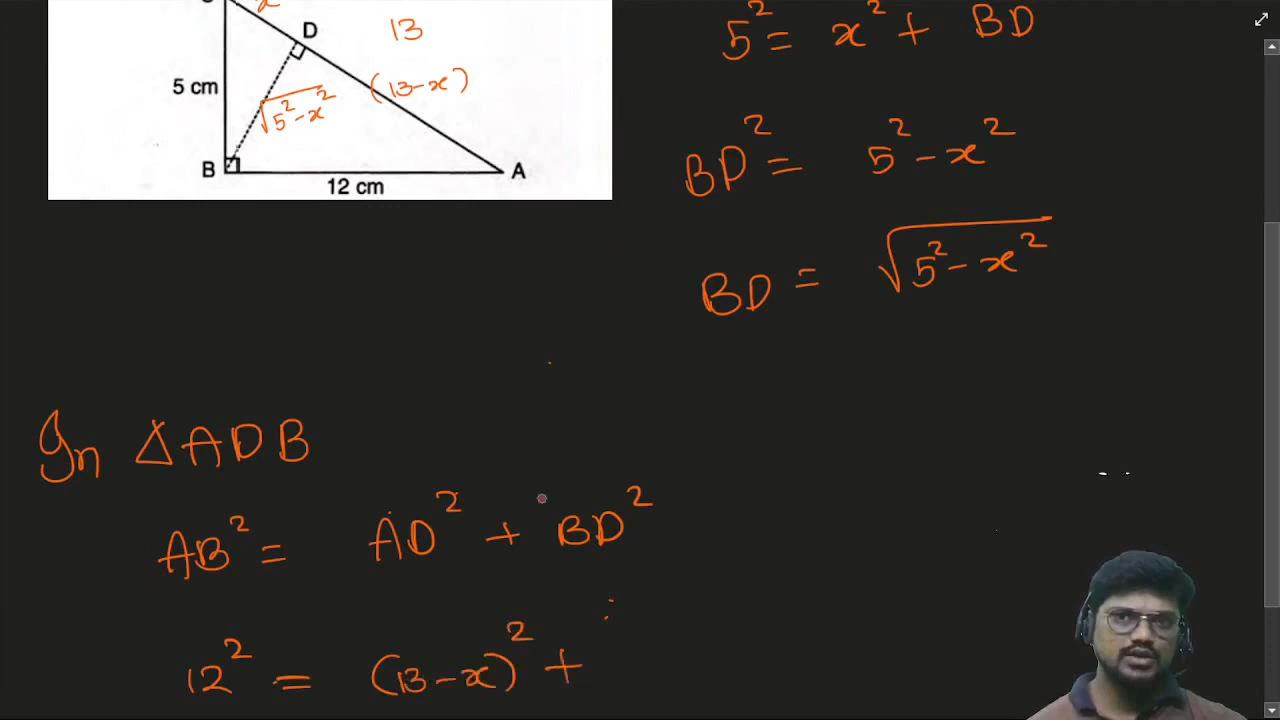 x
D
13
5 cm
(13-x)
√5²-x²
B
12 cm
A
5² = x² + BD
BD² = 5² - x²
BD = √5² - x²
In ΔADB
AB² = AD² + BD²
12² = (13-x)² +